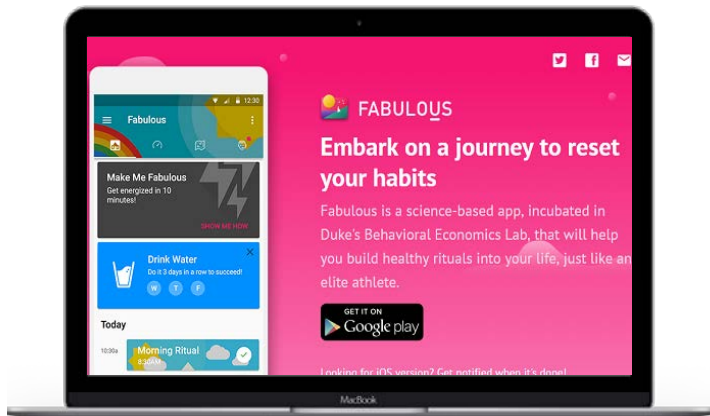 12:30
Fabulous
Make Me Fabulous
Get energized in 10
minutes!
SHOW ME HOW
Drink Water
Do it 3 days in a row to succeed!
W T F
Today
10:30a
Morning Ritual
8:30AM
FABULOUS
Embark on a journey to reset
your habits
Fabulous is a science-based app, incubated in
Duke's Behavioral Economics Lab, that will help
you build healthy rituals into your life, just like an
elite athlete.
GET IT ON
Google play
Looking for iOS version? Get notified when it's done!
MacBook